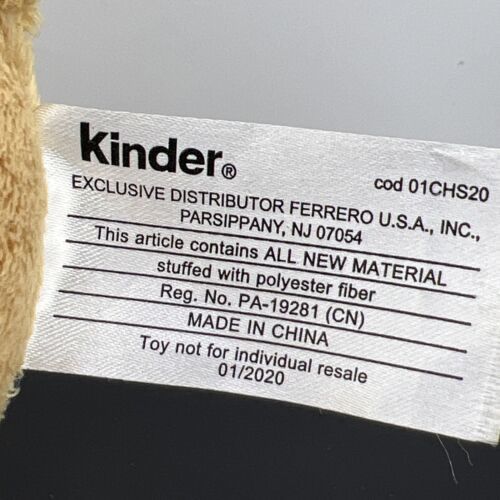 kinder®
cod 01CHS20
EXCLUSIVE DISTRIBUTOR FERRERO U.S.A., INC.,
PARSIPPANY, NJ 07054
This article contains ALL NEW MATERIAL
stuffed with polyester fiber
Reg. No. PA-19281 (CN)
MADE IN CHINA
Toy not for individual resale
01/2020